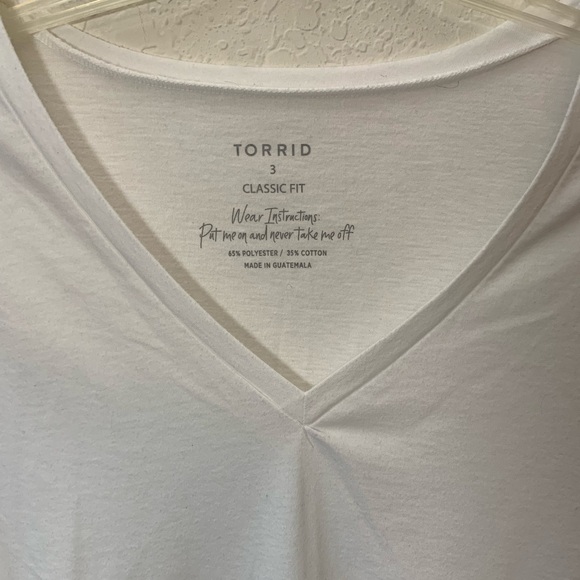 TORRID
3
CLASSIC FIT
Wear Instructions:
Put me on and never take me off
65% POLYESTER / 35% COTTON
MADE IN GUATEMALA